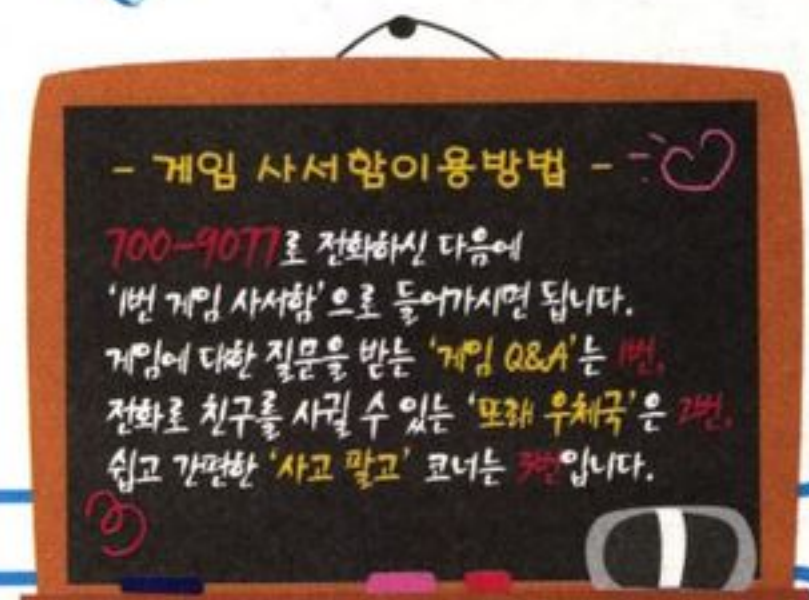 - 게임 사서함이용방법 -
700-9077로 전화하신 다음에
'1번 게임 사서함'으로 들어가시면 됩니다.
게임에 대한 질문을 받는 '게임 Q&A'는 1번,
전화로 친구를 사귈 수 있는 '또래 우체국'은 2번,
쉽고 간편한 '사고 팔고' 코너는 3번입니다.